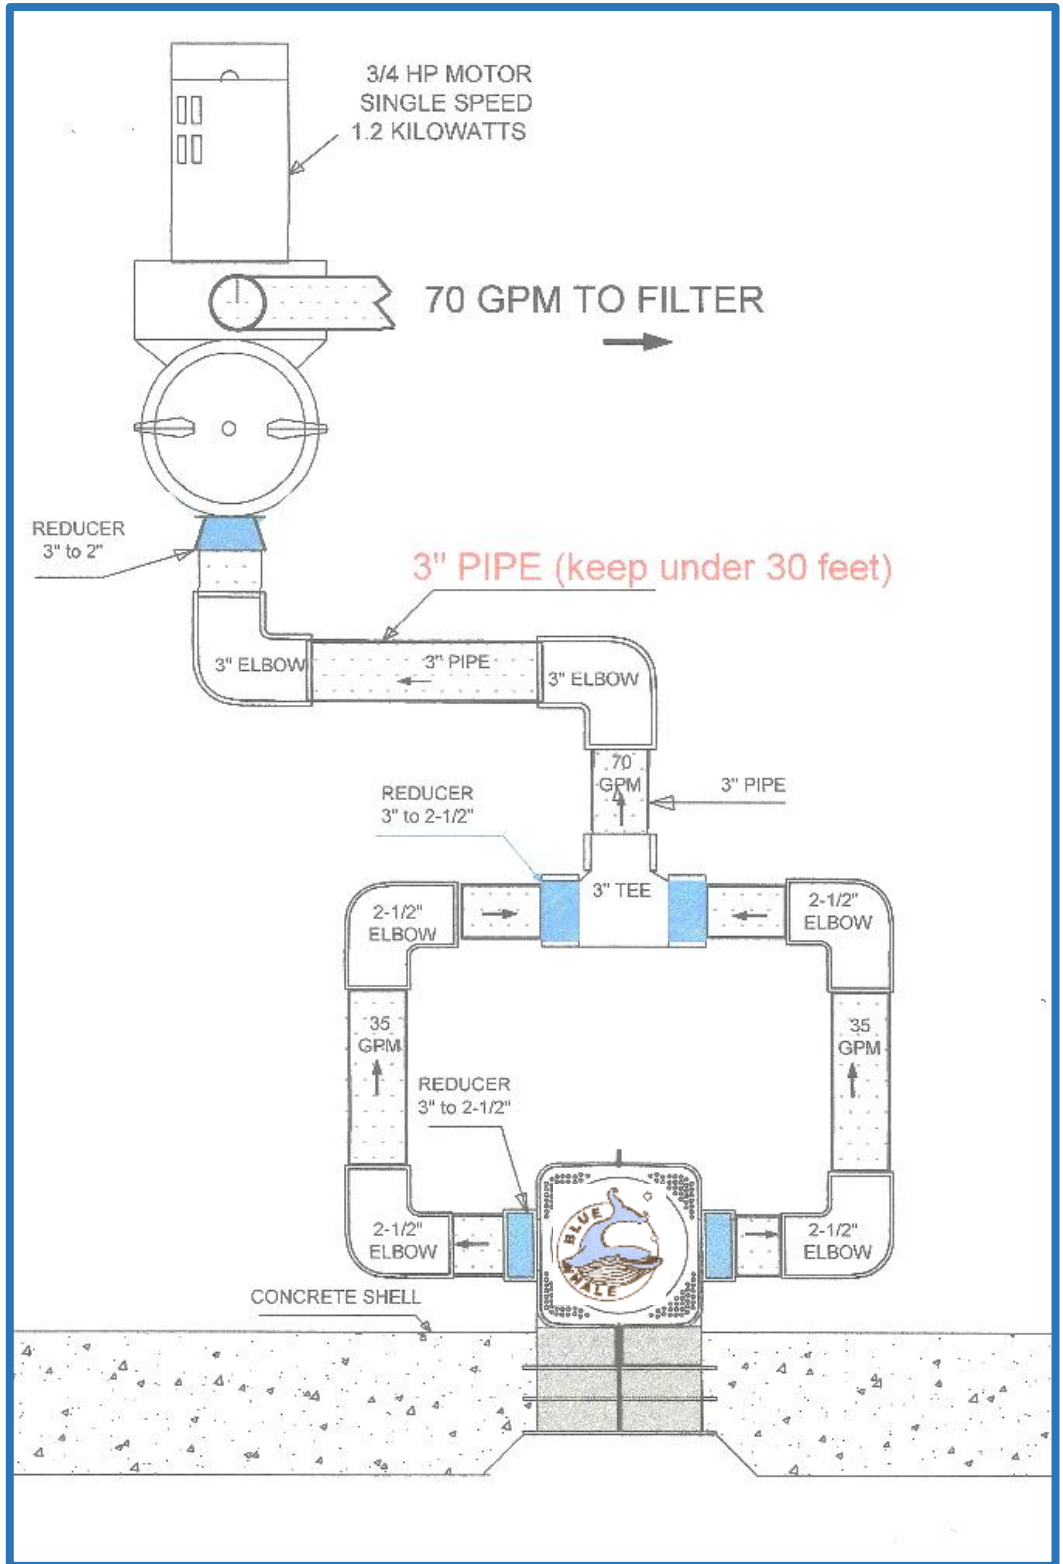 3/4 HP MOTOR
SINGLE SPEED
1.2 KILOWATTS
70 GPM TO FILTER
REDUCER
3" to 2"
3" PIPE (keep under 30 feet)
3" ELBOW
3" PIPE
3" ELBOW
70
GPM
3" PIPE
REDUCER
3" to 2-1/2"
3" TEE
2-1/2"
ELBOW
2-1/2"
ELBOW
35
GPM
35
GPM
REDUCER
3" to 2-1/2"
BLUE
WHALE
2-1/2"
ELBOW
2-1/2"
ELBOW
CONCRETE SHELL